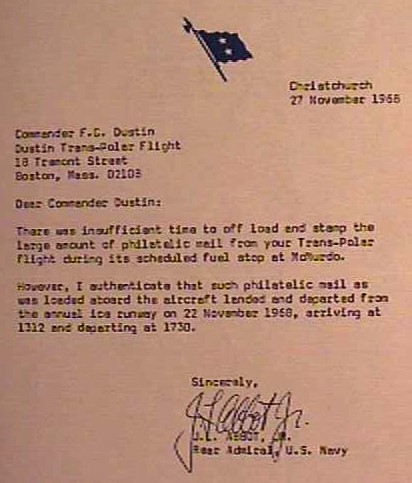 Christchurch
27 November 1968
Commander F.G. Dustin
Dustin Trans-Polar Flight
18 Tremont Street
Boston, Mass. 02108
Dear Commander Dustin:
There was insufficient time to off load and stamp the
large amount of philatelic mail from your Trans-Polar
flight during its scheduled fuel stop at McMurdo.
However, I authenticate that such philatelic mail as
was loaded aboard the aircraft landed and departed from
the annual ice runway on 22 November 1968, arriving at
1312 and departing at 1730.
Sincerely,
J L Abbot Jr.
J.L. ABBOT, JR.
Rear Admiral, U.S. Navy